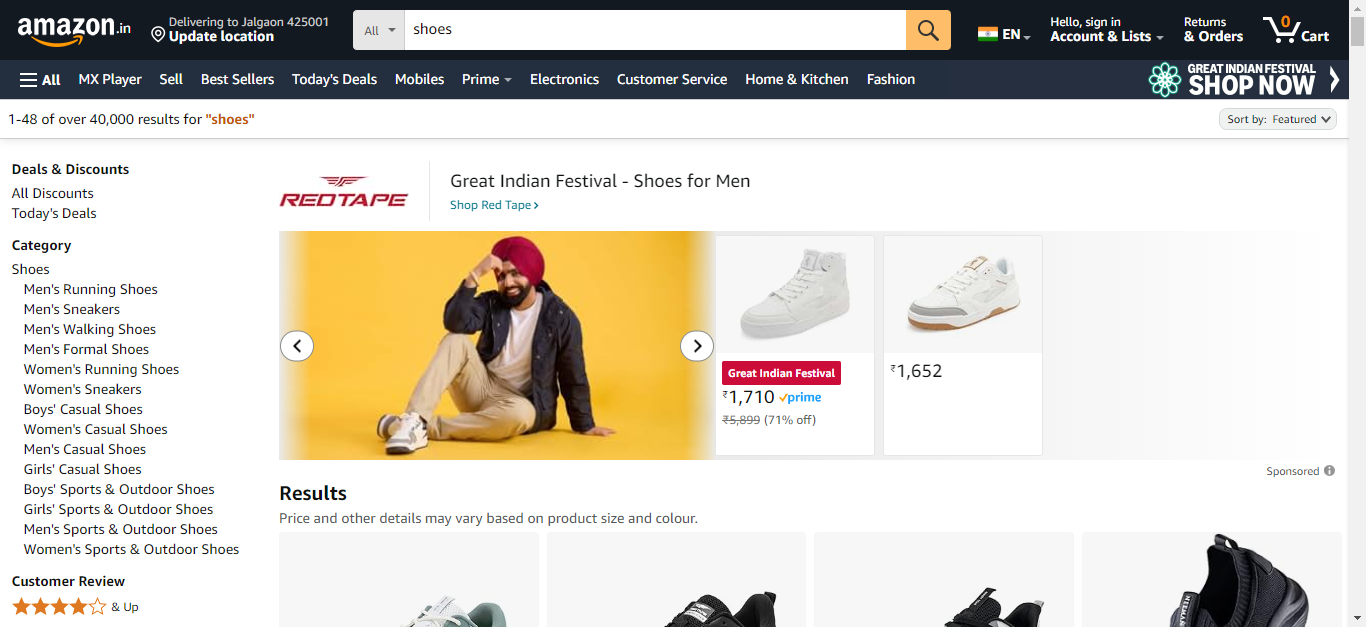 amazon.in
Delivering to Jalgaon 425001
Update location
All
shoes
EN
Hello, sign in
Account & Lists
Returns
& Orders
0
Cart
All MX Player Sell Best Sellers Today's Deals Mobiles Prime Electronics Customer Service Home & Kitchen Fashion
GREAT INDIAN FESTIVAL
SHOP NOW
1-48 of over 40,000 results for "shoes"
Sort by: Featured
Deals & Discounts
All Discounts
Today's Deals
Category
Shoes
Men's Running Shoes
Men's Sneakers
Men's Walking Shoes
Men's Formal Shoes
Women's Running Shoes
Women's Sneakers
Boys' Casual Shoes
Women's Casual Shoes
Men's Casual Shoes
Girls' Casual Shoes
Boys' Sports & Outdoor Shoes
Girls' Sports & Outdoor Shoes
Men's Sports & Outdoor Shoes
Women's Sports & Outdoor Shoes
Customer Review
& Up
REDTAPE
Great Indian Festival - Shoes for Men
Shop Red Tape
Great Indian Festival
₹1,710 prime
₹5,899 (71% off)
₹1,652
Sponsored
Results
Price and other details may vary based on product size and colour.